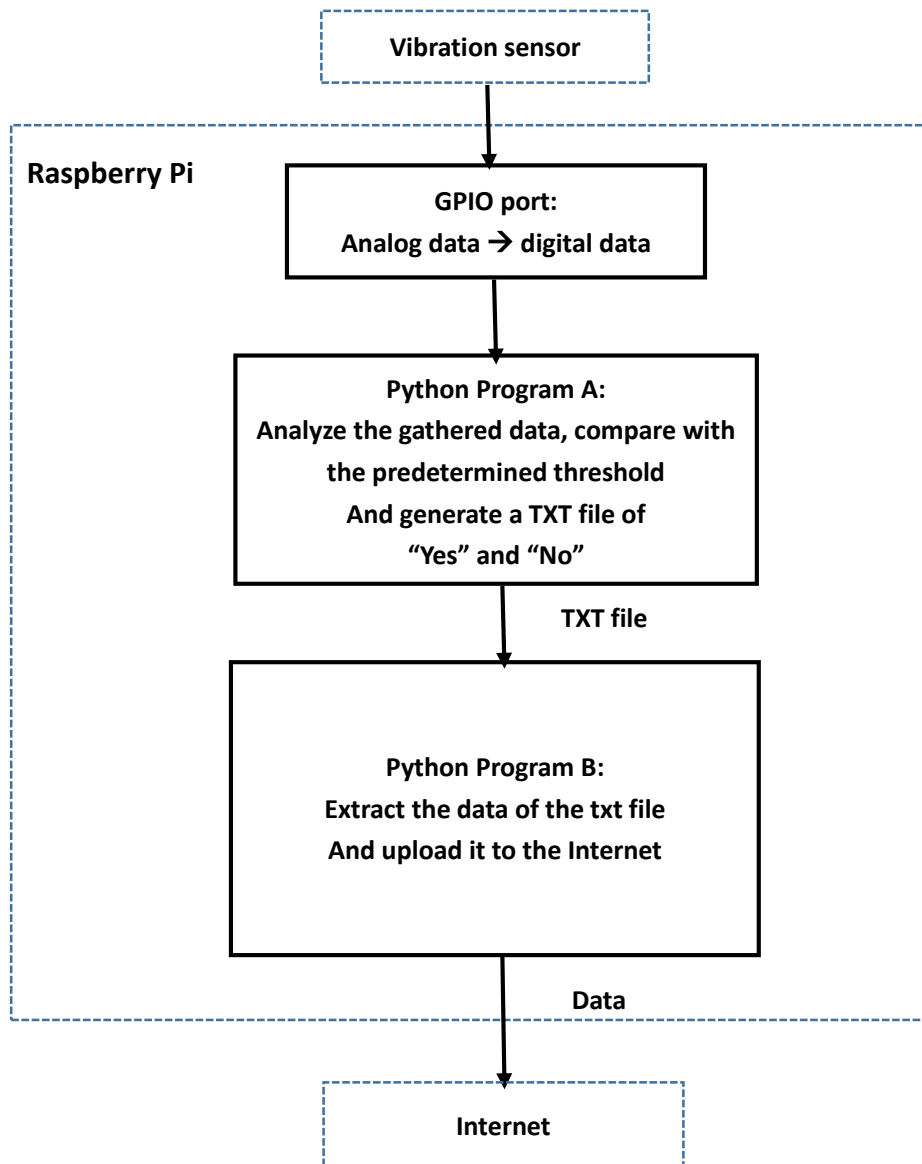 Vibration sensor
Raspberry Pi
GPIO port:
Analog data → digital data
Python Program A:
Analyze the gathered data, compare with
the predetermined threshold
And generate a TXT file of
“Yes” and “No”
TXT file
Python Program B:
Extract the data of the txt file
And upload it to the Internet
Data
Internet